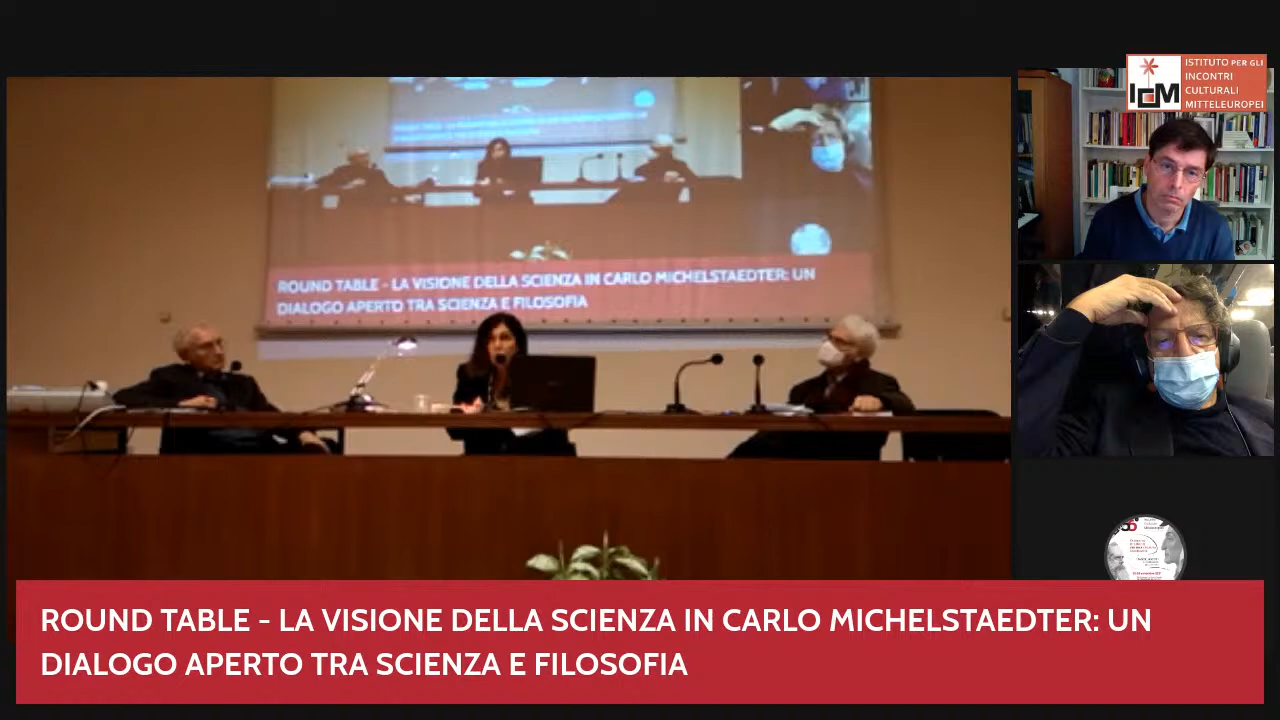 ISTITUTO PER GLI
INCONTRI
CULTURALI
MITTELEUROPEI
ICM
ROUND TABLE - LA VISIONE DELLA SCIENZA IN CARLO MICHELSTAEDTER: UN
DIALOGO APERTO TRA SCIENZA E FILOSOFIA
ROUND TABLE - LA VISIONE DELLA SCIENZA IN CARLO MICHELSTAEDTER: UN
DIALOGO APERTO TRA SCIENZA E FILOSOFIA